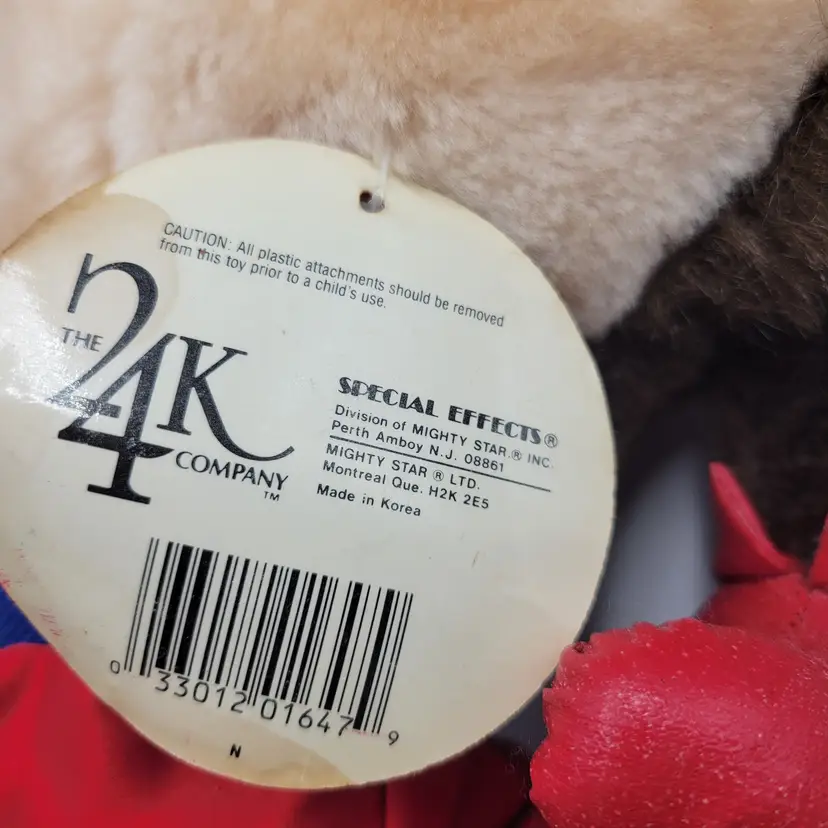 CAUTION: All plastic attachments should be removed
from this toy prior to a child's use.
THE
24K
COMPANY
TM
SPECIAL EFFECTS®
Division of MIGHTY STAR.® INC.
Perth Amboy N.J. 08861
MIGHTY STAR ® LTD.
Montreal Que. H2K 2E5
Made in Korea
0 33012 01647 9
N